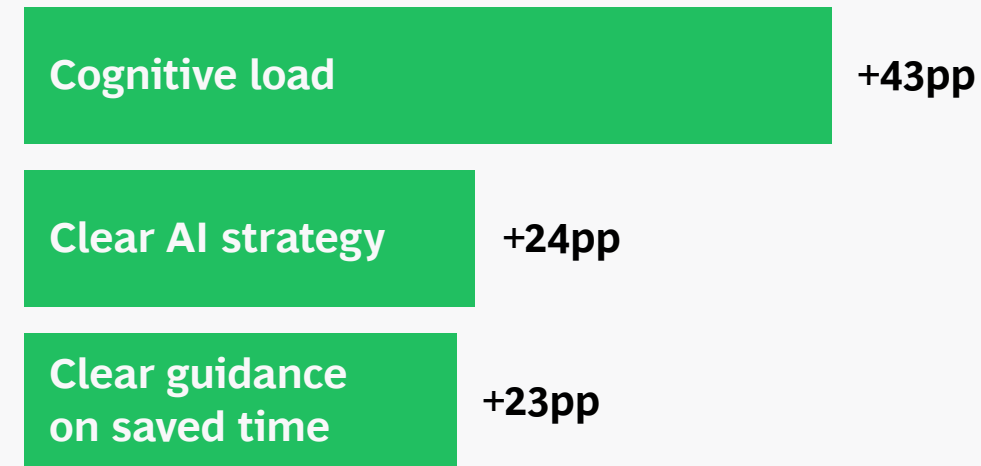 Cognitive load
+43pp
Clear AI strategy
+24pp
Clear guidance
on saved time
+23pp